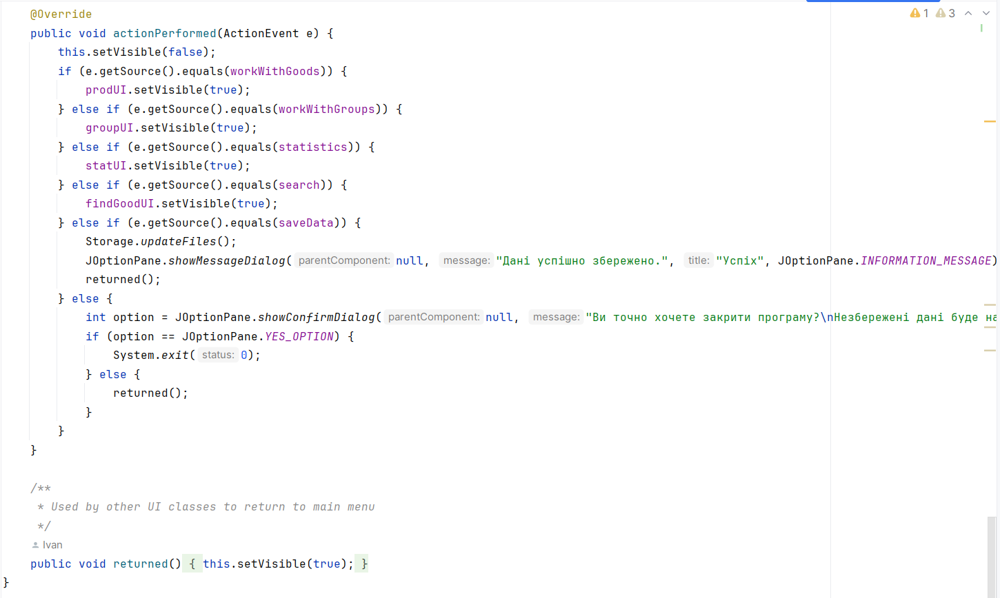 @Override
1 3
public void actionPerformed(ActionEvent e) {
this.setVisible(false);
if (e.getSource().equals(workWithGoods)) {
prodUI.setVisible(true);
} else if (e.getSource().equals(workWithGroups)) {
groupUI.setVisible(true);
} else if (e.getSource().equals(statistics)) {
statUI.setVisible(true);
} else if (e.getSource().equals(search)) {
findGoodUI.setVisible(true);
} else if (e.getSource().equals(saveData)) {
Storage.updateFiles();
JOptionPane.showMessageDialog( parentComponent: null, message: "Дані успішно збережено.", title: "Успіх", JOptionPane.INFORMATION_MESSAGE)
returned();
} else {
int option = JOptionPane.showConfirmDialog( parentComponent: null, message: "Ви точно хочете закрити програму?\nНезбережені дані буде на
if (option == JOptionPane.YES_OPTION) {
System.exit( status: 0);
} else {
returned();
}
}
}
/**
* Used by other UI classes to return to main menu
*/
Ivan
public void returned() { this.setVisible(true); }
}